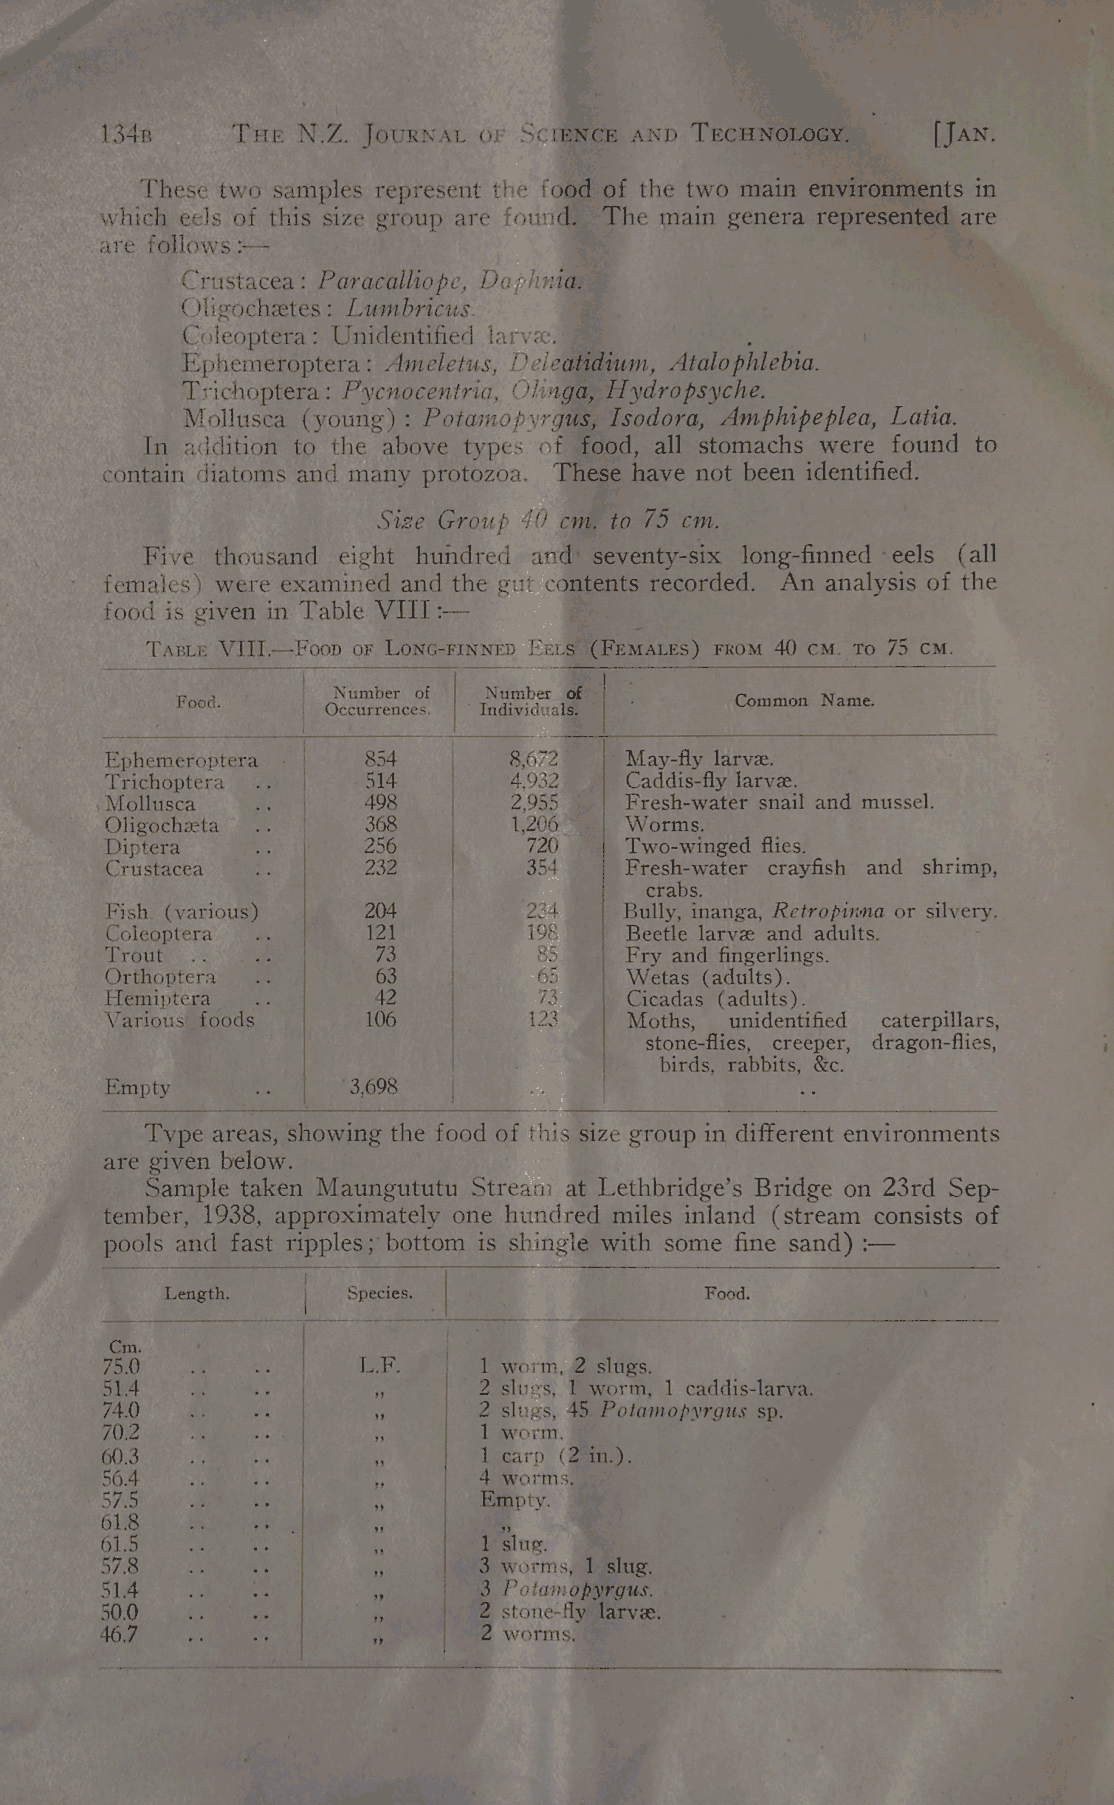 134B THE N.Z. JOURNAL OF SCIENCE AND TECHNOLOGY. [JAN.
These two samples represent the food of the two main environments in
which eels of this size group are found. The main genera represented are
are follows :—
Crustacea : Paracalliope, Daphnia.
Oligochætes : Lumbricus.
Coleoptera : Unidentified larvæ.
Ephemeroptera : Ameletus, Deleatidium, Atalophlebia.
Trichoptera : Pycnocentria, Olinga, Hydropsyche.
Mollusca (young) : Potamopyrgus, Isodora, Amphipeplea, Latia.
In addition to the above types of food, all stomachs were found to
contain diatoms and many protozoa. These have not been identified.
Size Group 40 cm. to 75 cm.
Five thousand eight hundred and seventy-six long-finned eels (all
females) were examined and the gut contents recorded. An analysis of the
food is given in Table VIII :—
TABLE VIII.—FOOD OF LONG-FINNED EELS (FEMALES) FROM 40 CM. TO 75 CM.
Food. Number of Occurrences. Number of Individuals. Common Name.
Ephemeroptera 854 8,672 May-fly larvæ.
Trichoptera .. 514 4,932 Caddis-fly larvæ.
Mollusca .. 498 2,955 Fresh-water snail and mussel.
Oligochæta .. 368 1,206 Worms.
Diptera .. 256 720 Two-winged flies.
Crustacea .. 232 354 Fresh-water crayfish and shrimp,
crabs.
Fish (various) 204 234 Bully, inanga, Retropinna or silvery.
Coleoptera .. 121 198 Beetle larvæ and adults.
Trout .. .. 73 85 Fry and fingerlings.
Orthoptera .. 63 65 Wetas (adults).
Hemiptera .. 42 73 Cicadas (adults).
Various foods 106 123 Moths, unidentified caterpillars,
stone-flies, creeper, dragon-flies,
birds, rabbits, &c.
Empty .. 3,698 .. ..
Type areas, showing the food of this size group in different environments
are given below.
Sample taken Maungututu Stream at Lethbridge's Bridge on 23rd Sep-
tember, 1938, approximately one hundred miles inland (stream consists of
pools and fast ripples; bottom is shingle with some fine sand) :—
Length. Species. Food.
Cm.
75.0 .. .. L.F. 1 worm, 2 slugs.
51.4 .. .. ,, 2 slugs, 1 worm, 1 caddis-larva.
74.0 .. .. ,, 2 slugs, 45 Potamopyrgus sp.
70.2 .. .. ,, 1 worm.
60.3 .. .. ,, 1 carp (2 in.).
56.4 .. .. ,, 4 worms.
57.5 .. .. ,, Empty.
61.8 .. .. ,, ,,
61.5 .. .. ,, 1 slug.
57.8 .. .. ,, 3 worms, 1 slug.
51.4 .. .. ,, 3 Potamopyrgus.
50.0 .. .. ,, 2 stone-fly larvæ.
46.7 .. .. ,, 2 worms.